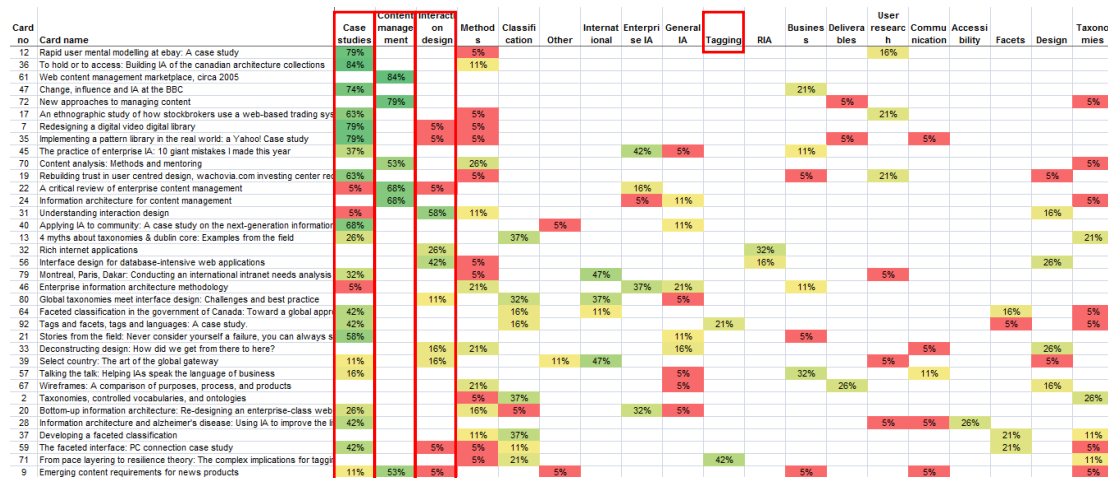 Card no Card name Case studies Content management Interaction design Methods Classification Other International Enterprise IA General IA Tagging RIA Business Deliverables User research Communication Accessibility Facets Design Taxonomies
12 Rapid user mental modelling at ebay: A case study 79% 5% 16%
36 To hold or to access: Building IA of the canadian architecture collections 84% 11%
61 Web content management marketplace, circa 2005 84%
47 Change, influence and IA at the BBC 74% 21%
72 New approaches to managing content 79% 5% 5%
17 An ethnographic study of how stockbrokers use a web-based trading sys 63% 5% 21%
7 Redesigning a digital video digital library 79% 5% 5%
35 Implementing a pattern library in the real world: a Yahoo! Case study 79% 5% 5% 5% 5%
45 The practice of enterprise IA: 10 giant mistakes I made this year 37% 42% 5% 11%
70 Content analysis: Methods and mentoring 53% 26% 5%
19 Rebuilding trust in user centred design, wachovia.com investing center re 63% 5% 5% 21% 5% 5%
22 A critical review of enterprise content management 5% 68% 5% 16%
24 Information architecture for content management 68% 5% 11% 5%
31 Understanding interaction design 5% 58% 11% 16%
40 Applying IA to community: A case study on the next-generation information 68% 5% 11%
13 4 myths about taxonomies & dublin core: Examples from the field 26% 37% 21%
32 Rich internet applications 26% 32%
56 Interface design for database-intensive web applications 42% 5% 16% 26%
79 Montreal, Paris, Dakar: Conducting an international intranet needs analysis 32% 5% 47% 5%
46 Enterprise information architecture methodology 5% 21% 37% 21% 11%
80 Global taxonomies meet interface design: Challenges and best practice 11% 32% 37% 5%
64 Faceted classification in the government of Canada: Toward a global appr 42% 16% 11% 5%
92 Tags and facets, tags and languages: A case study. 42% 16% 21% 5% 5%
21 Stories from the field: Never consider yourself a failure, you can always s 58% 11% 5%
33 Deconstructing design: How did we get from there to here? 16% 21% 16% 5% 26%
39 Select country: The art of the global gateway 11% 16% 11% 47% 5% 5%
57 Talking the talk: Helping IAs speak the language of business 16% 5% 32% 11%
67 Wireframes: A comparison of purposes, process, and products 21% 5% 26% 16%
2 Taxonomies, controlled vocabularies, and ontologies 5% 37% 26%
20 Bottom-up information architecture: Re-designing an enterprise-class web 26% 16% 5% 32% 5%
28 Information architecture and alzheimer's disease: Using IA to improve the li 42% 5% 5% 26%
37 Developing a faceted classification 11% 37% 21% 11%
59 The faceted interface: PC connection case study 42% 5% 5% 11% 21% 5%
71 From pace layering to resilience theory: The complex implications for taggi 5% 21% 42% 11%
9 Emerging content requirements for news products 11% 53% 5% 5% 5% 5% 5%